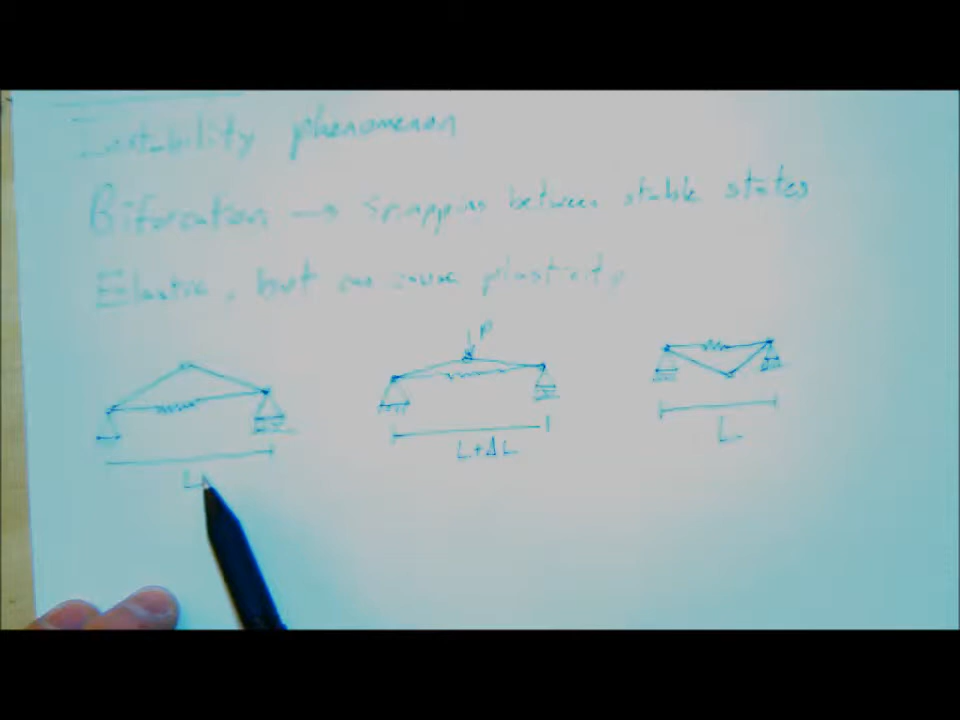 Instability phenomenon
Bifurcation → Snapping between stable states
Elastic, but can cause plasticity
P
L
L+ΔL
L